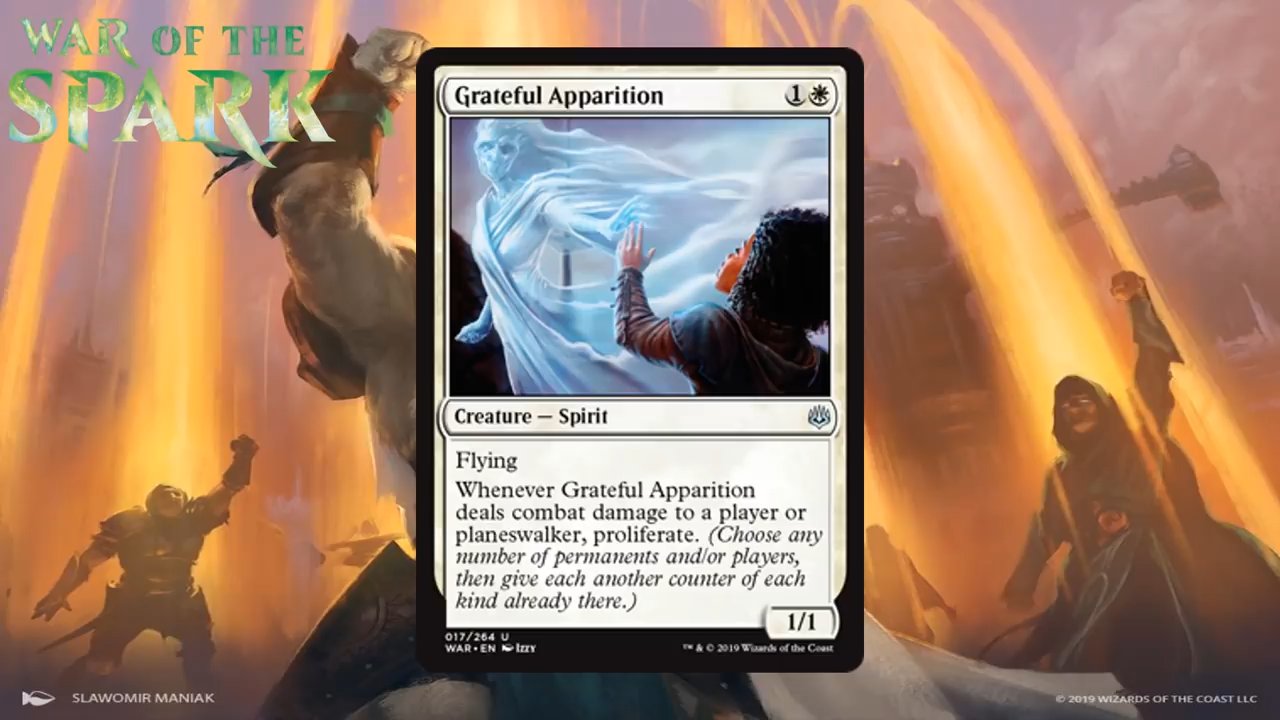 WAR OF THE
SPARK
Grateful Apparition 1
Creature — Spirit
Flying
Whenever Grateful Apparition
deals combat damage to a player or
planeswalker, proliferate. (Choose any
number of permanents and/or players,
then give each another counter of each
kind already there.)
1/1
017/264 U
WAR • EN Izzy
™ & © 2019 Wizards of the Coast
SLAWOMIR MANIAK
© 2019 WIZARDS OF THE COAST LLC